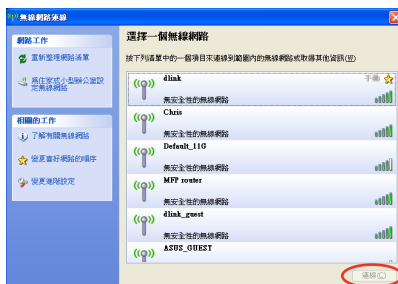 無線網路連線
網路工作
重新整理網路清單
為住家或小型辦公室設
定無線網路
相關的工作
了解有關無線網路
變更喜好網路的順序
變更進階設定
選擇一個無線網路
按下列清單中的一個項目來連線到範圍內的無線網路或取得其他資訊(W)
dlink
手動
無安全性的無線網路
Chris
無安全性的無線網路
Default_11G
無安全性的無線網路
MFP router
無安全性的無線網路
dlink_guest
無安全性的無線網路
ASUS_GUEST
連線(C)